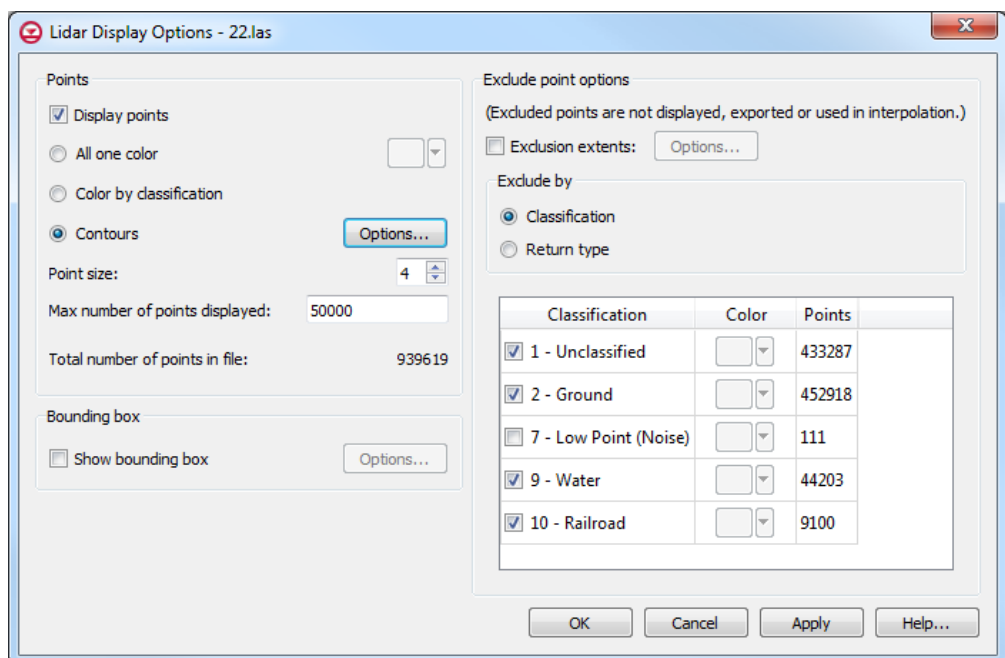 Lidar Display Options - 22.las
Points
Display points
All one color
Color by classification
Contours Options...
Point size: 4
Max number of points displayed: 50000
Total number of points in file: 939619
Bounding box
Show bounding box Options...
Exclude point options
(Excluded points are not displayed, exported or used in interpolation.)
Exclusion extents: Options...
Exclude by
Classification
Return type
Classification Color Points
1 - Unclassified 433287
2 - Ground 452918
7 - Low Point (Noise) 111
9 - Water 44203
10 - Railroad 9100
OK Cancel Apply Help...